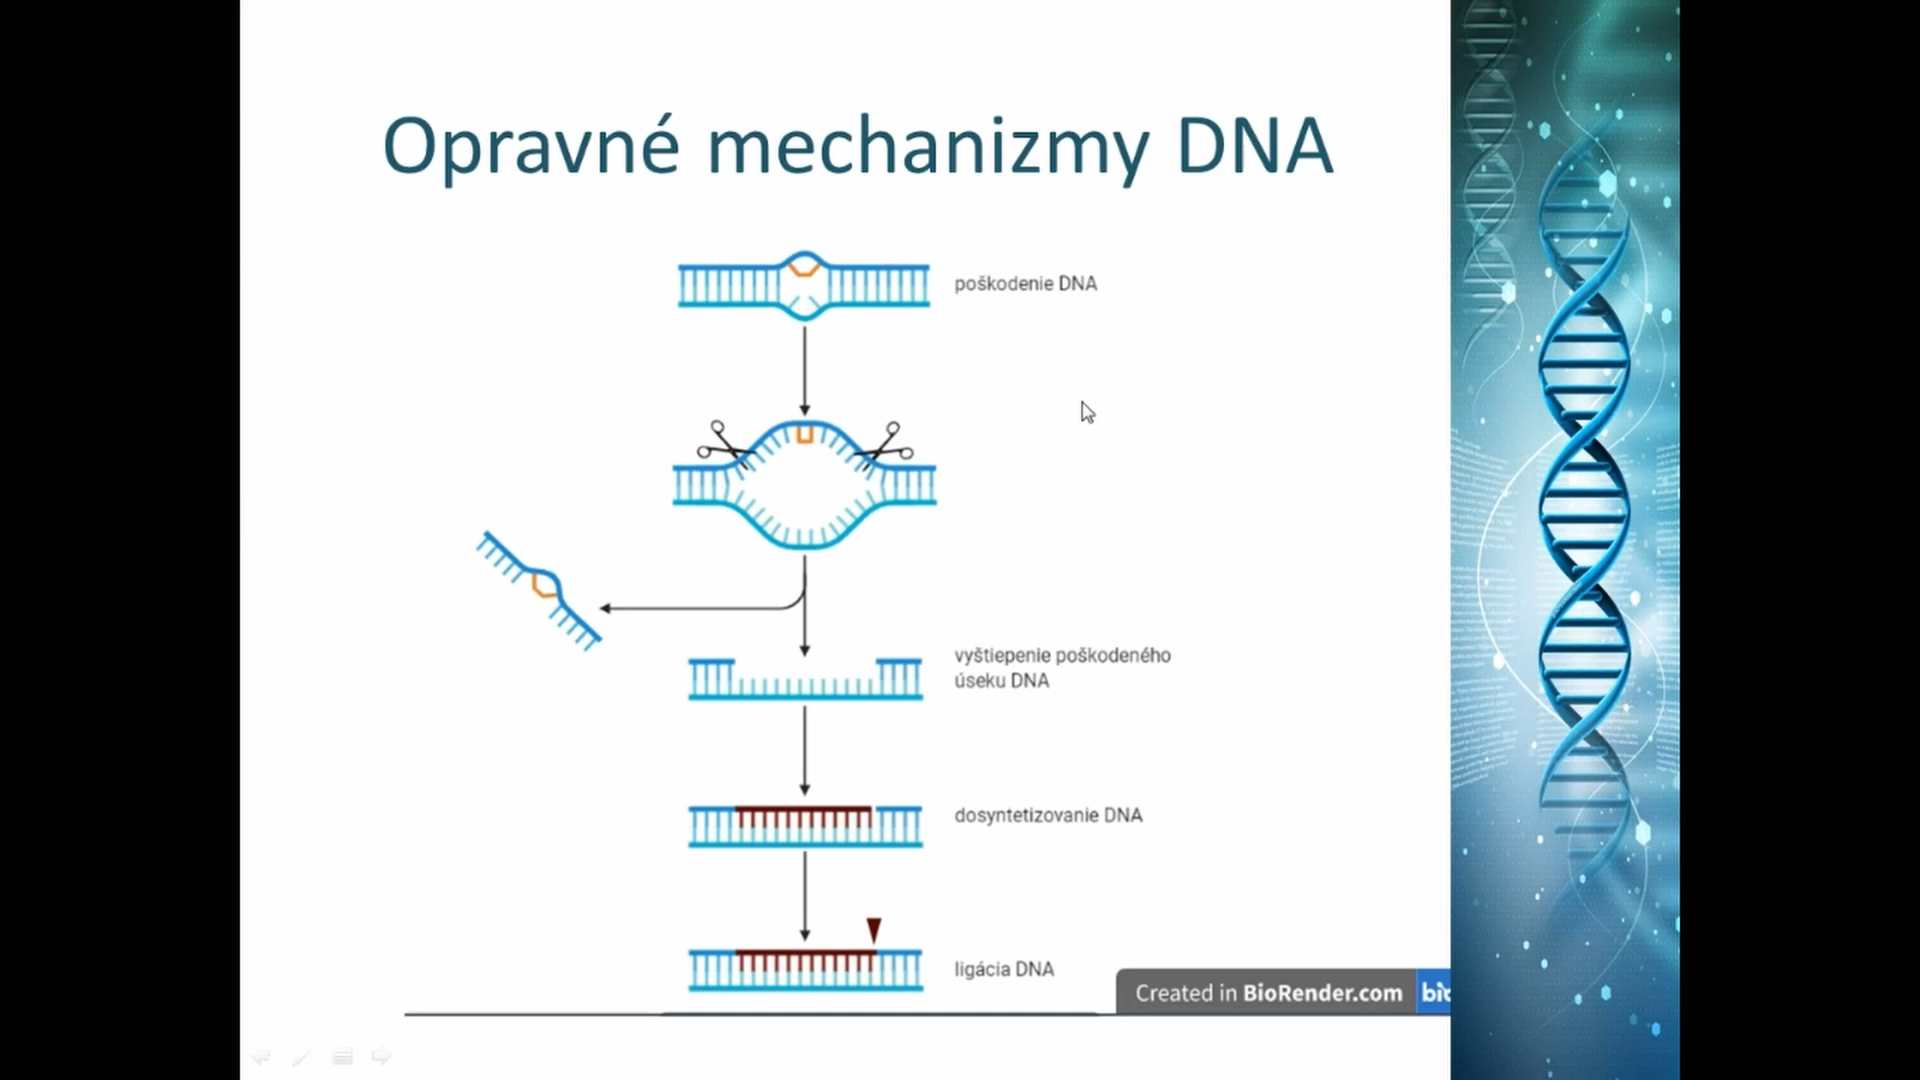 Opravné mechanizmy DNA
poškodenie DNA
vyštiepenie poškodeného
úseku DNA
dosyntetizovanie DNA
ligácia DNA
Created in BioRender.com